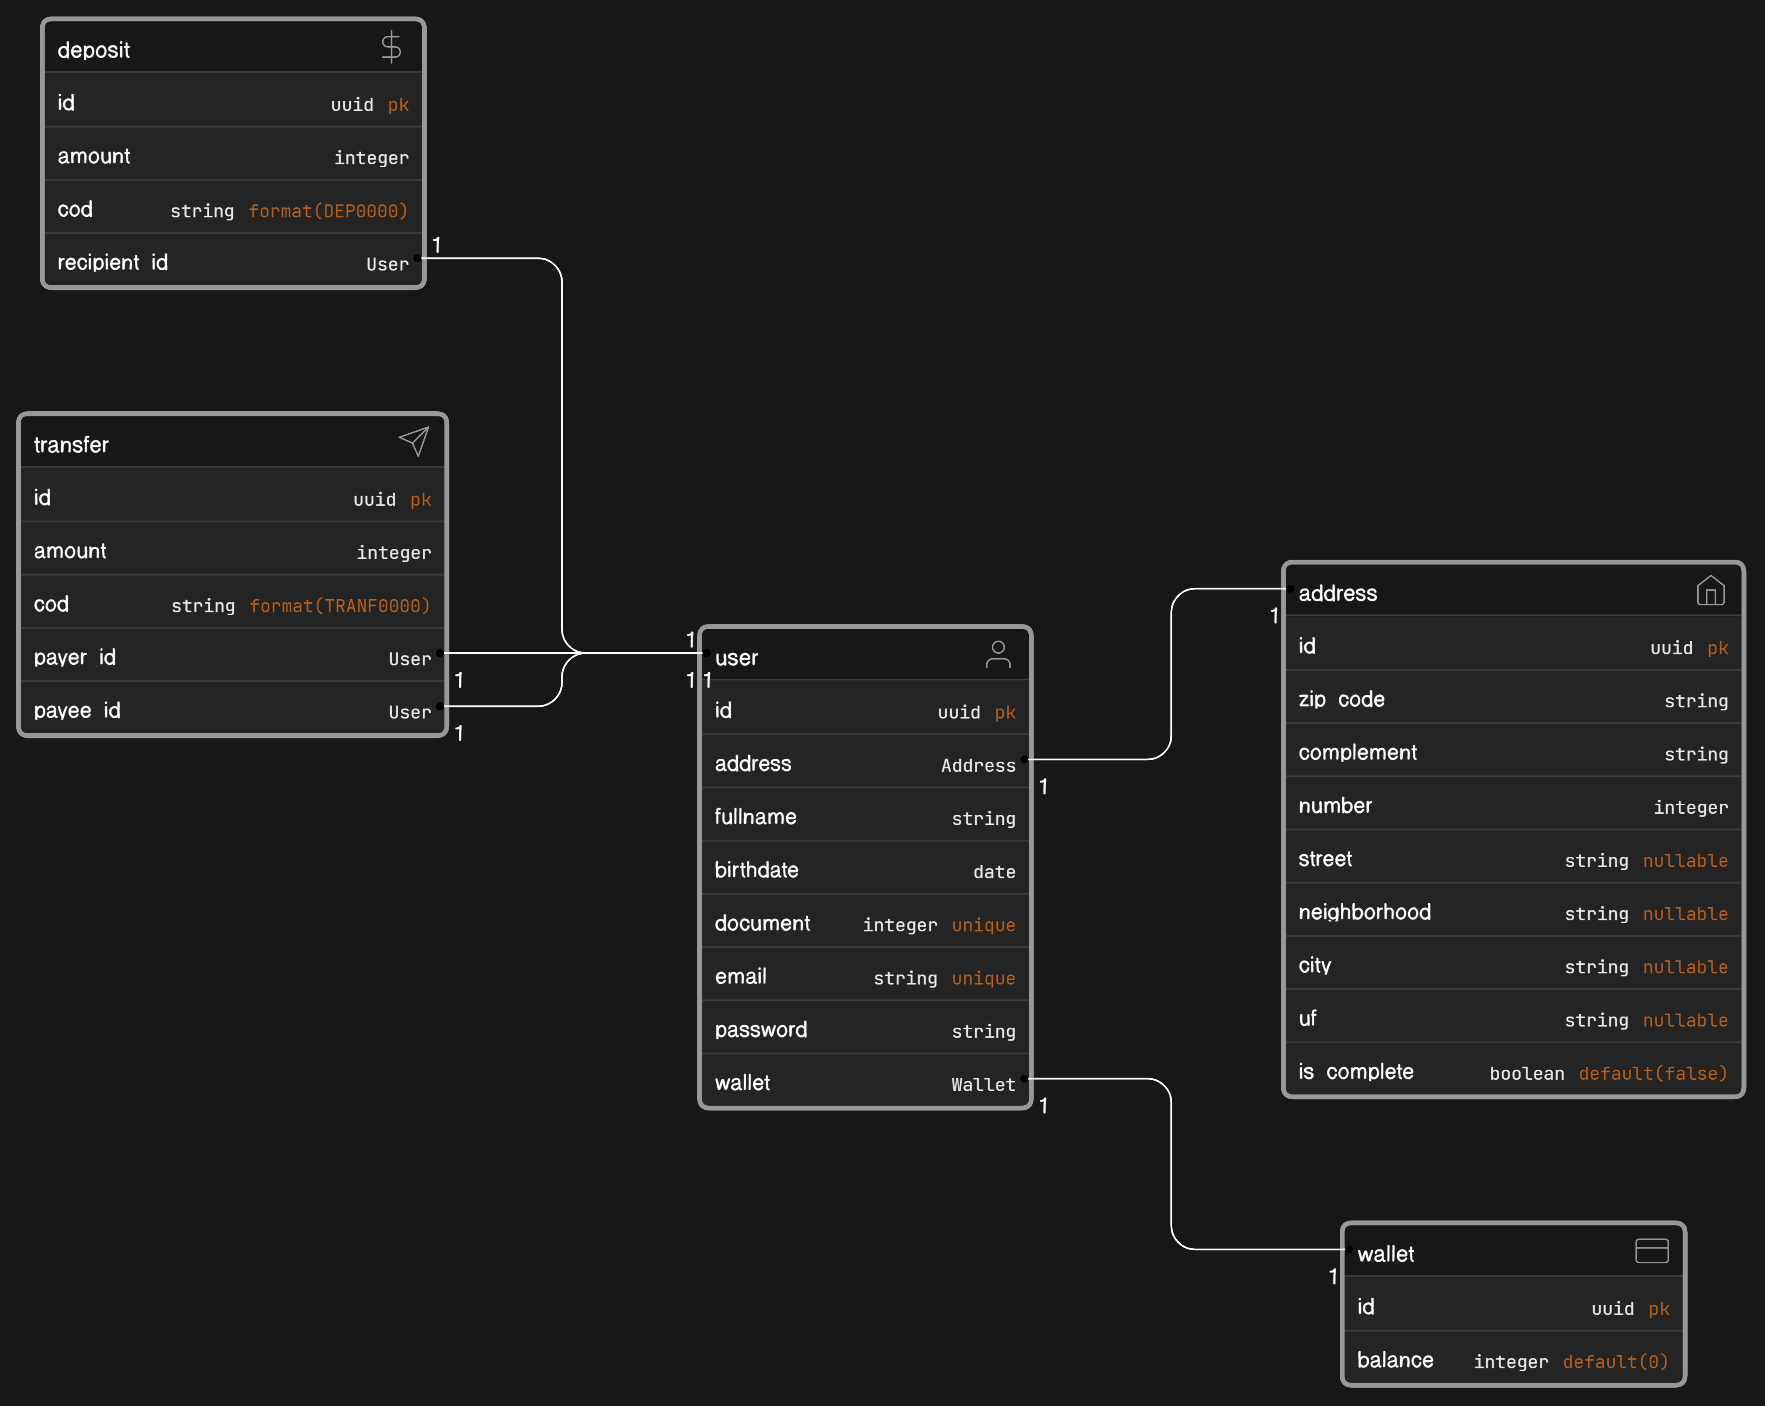 deposit
id uuid pk
amount integer
cod string format(DEP0000)
recipient id User
1
transfer
id uuid pk
amount integer
cod string format(TRANF0000)
payer id User
1
payee id User
1
1
1 1
user
id uuid pk
address Address
1
fullname string
birthdate date
document integer unique
email string unique
password string
wallet Wallet
1
address
1
id uuid pk
zip code string
complement string
number integer
street string nullable
neighborhood string nullable
city string nullable
uf string nullable
is complete boolean default(false)
wallet
1
id uuid pk
balance integer default(0)